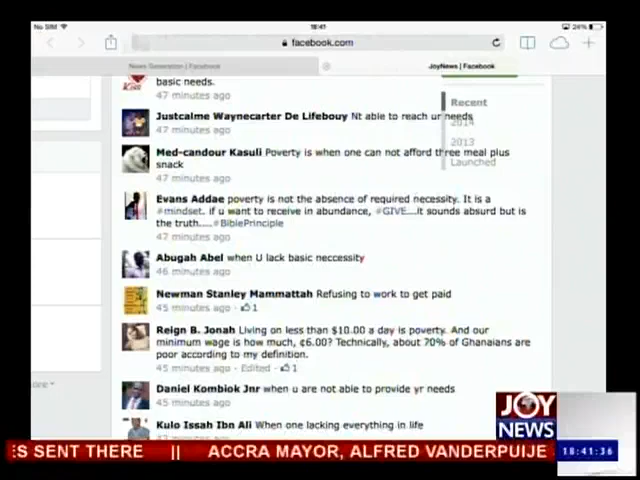 No SIM
18:41
24%
facebook.com
News Generation | Facebook
JoyNews | Facebook
basic needs.
47 minutes ago
Justcalme Waynecarter De Lifebouy Nt able to reach ur needs
47 minutes ago
Med-candour Kasuli Poverty is when one can not afford three meal plus
snack
47 minutes ago
Evans Addae poverty is not the absence of required necessity. It is a
#mindset. if u want to receive in abundance, #GIVE...it sounds absurd but is
the truth....#BiblePrinciple
47 minutes ago
Abugah Abel when U lack basic neccessity
46 minutes ago
Newman Stanley Mammattah Refusing to work to get paid
45 minutes ago · 1
Reign B. Jonah Living on less than $10.00 a day is poverty. And our
minimum wage is how much, ¢6.00? Technically, about 70% of Ghanaians are
poor according to my definition.
45 minutes ago · Edited · 1
Daniel Kombiok Jnr when u are not able to provide yr needs
45 minutes ago
Kulo Issah Ibn Ali When one lacking everything in life
Recent
2014
2013
Launched
JOY
NEWS
ES SENT THERE || ACCRA MAYOR, ALFRED VANDERPUIJE
18:41:36